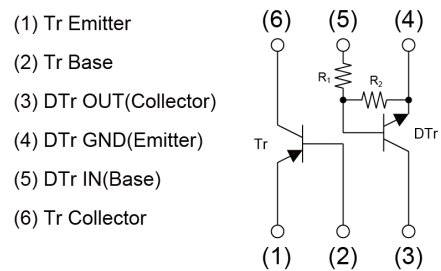 (1) Tr Emitter
(2) Tr Base
(3) DTr OUT(Collector)
(4) DTr GND(Emitter)
(5) DTr IN(Base)
(6) Tr Collector
(6) (5) (4)
R1
R2
Tr
DTr
(1) (2) (3)